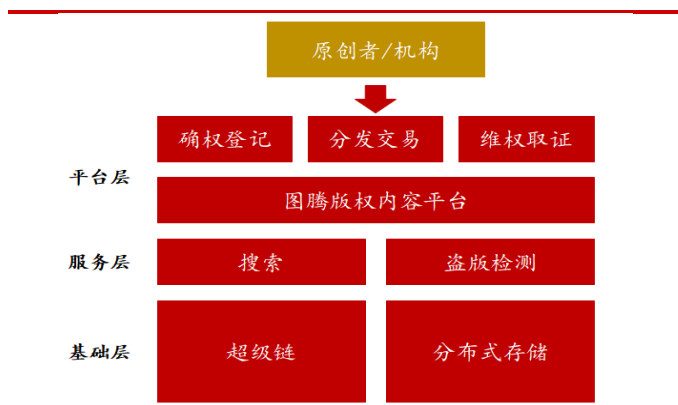 原创者/机构
确权登记 分发交易 维权取证
平台层
图腾版权内容平台
服务层 搜索 盗版检测
基础层 超级链 分布式存储